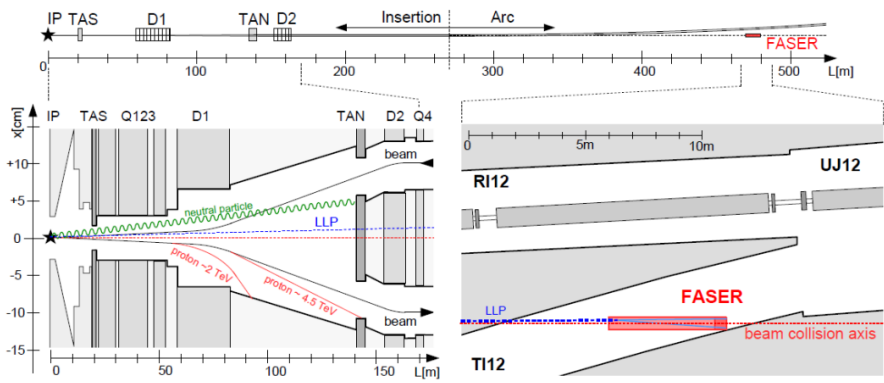 IP TAS D1 TAN D2 Insertion Arc
FASER
0 100 200 300 400 500 L[m]
IP TAS Q123 D1 TAN D2 Q4
x[cm]
+10
+5
0
-5
-10
-15
beam
neutral particle
LLP
proton ~2 TeV
proton ~ 4.5 TeV
beam
0 50 100 150 L[m]
0 5m 10m
RI12
UJ12
FASER
LLP
beam collision axis
TI12